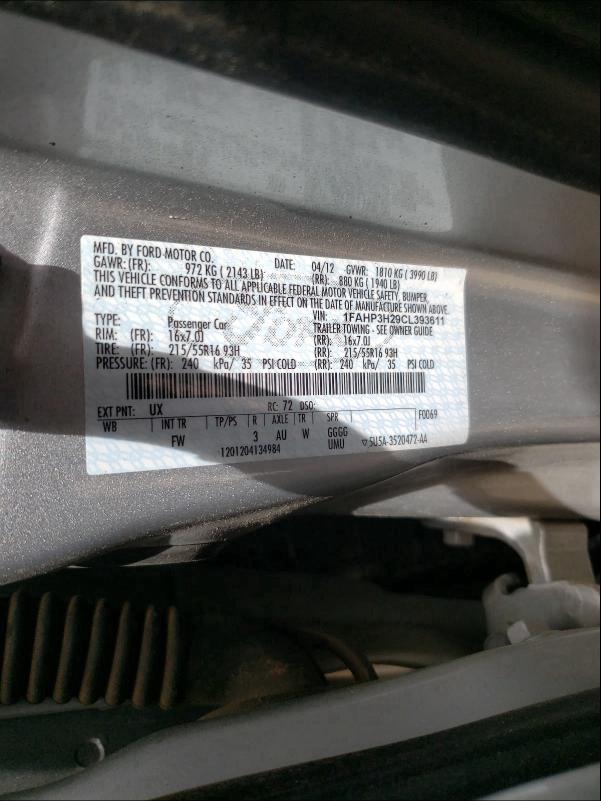 MFD. BY FORD MOTOR CO.
DATE: 04/12 GVWR: 1810 KG ( 3990 LB)
GAWR: (FR): 972 KG ( 2143 LB) (RR): 880 KG ( 1940 LB)
THIS VEHICLE CONFORMS TO ALL APPLICABLE FEDERAL MOTOR VEHICLE SAFETY, BUMPER,
AND THEFT PREVENTION STANDARDS IN EFFECT ON THE DATE OF MANUFACTURE SHOWN ABOVE.
VIN: 1FAHP3H29CL393611
TYPE: Passenger Car TRAILER TOWING - SEE OWNER GUIDE
RIM: (FR): 16x7.0J (RR): 16x7.0J
TIRE: (FR): 215/55R16 93H (RR): 215/55R16 93H
PRESSURE: (FR): 240 kPa/ 35 PSI COLD (RR): 240 kPa/ 35 PSI COLD
EXT PNT: UX RC: 72 DSO: F0069
WB INT TR TP/PS R AXLE TR SPR
FW 3 AU W GGGG
1201204134984 UMU ▽ 5U5A-3520472-AA